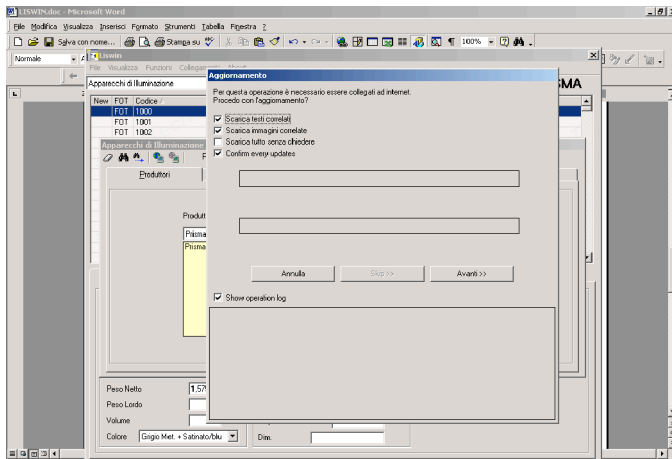 LISWIN.doc - Microsoft Word
File Modifica Visualizza Inserisci Formato Strumenti Tabella Finestra ?
Salva con nome... Stampa su 100%
Normale
Liswin
File Visualizza Funzioni Collegamenti About
Apparecchi di Illuminazione
New FOT Codice /
FOT 1000
FOT 1001
FOT 1002
Apparecchi di Illuminazione
Produttori
Prisma
Prisma
Aggiornamento
Per questa operazione è necessario essere collegati ad internet.
Procedo con l'aggiornamento?
Scarica testi correlati
Scarica immagini correlate
Scarica tutto senza chiedere
Confirm every updates
Annulla Skip >> Avanti >>
Show operation log
Peso Netto 1,57
Peso Lordo
Volume
Colore Grigio Met. + Satinato/blu Dim.